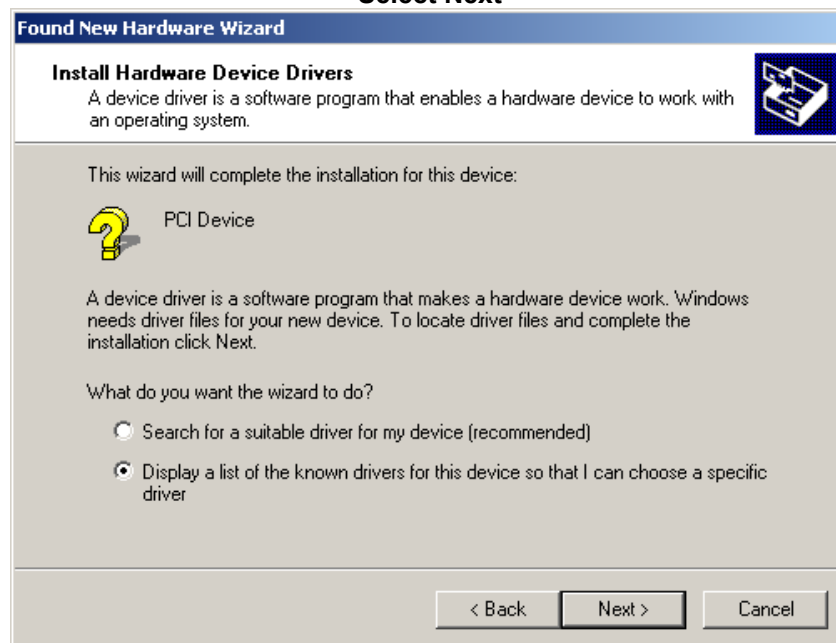 Select Next
Found New Hardware Wizard
Install Hardware Device Drivers
A device driver is a software program that enables a hardware device to work with
an operating system.
This wizard will complete the installation for this device:
PCI Device
A device driver is a software program that makes a hardware device work. Windows
needs driver files for your new device. To locate driver files and complete the
installation click Next.
What do you want the wizard to do?
Search for a suitable driver for my device (recommended)
Display a list of the known drivers for this device so that I can choose a specific
driver
< Back Next > Cancel